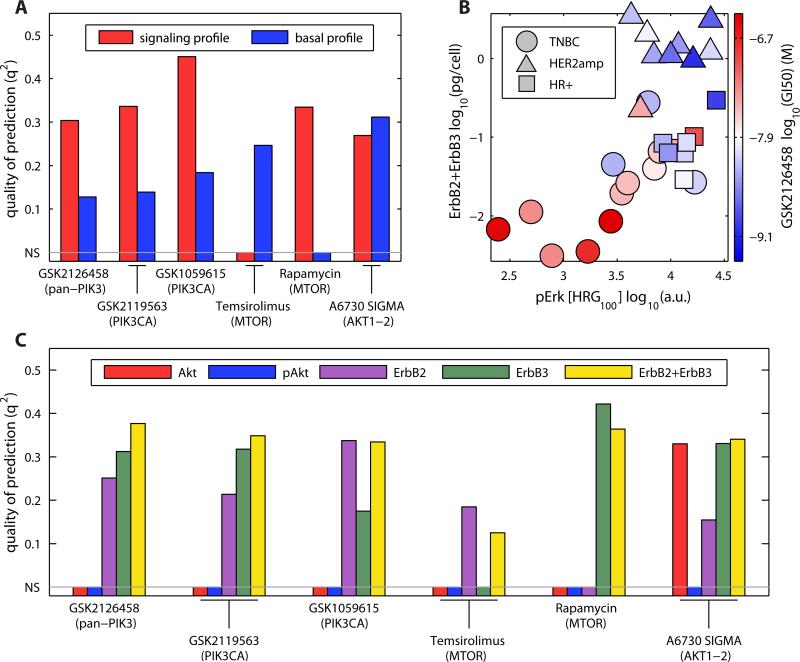 A
quality of prediction (q²)
0.5
0.4
0.3
0.2
0.1
NS
signaling profile
basal profile
GSK2126458
(pan−PIK3)
GSK2119563
(PIK3CA)
GSK1059615
(PIK3CA)
Temsirolimus
(MTOR)
Rapamycin
(MTOR)
A6730 SIGMA
(AKT1−2)
B
ErbB2+ErbB3 log₁₀(pg/cell)
0
−1
−2
TNBC
HER2amp
HR+
2.5
3
3.5
4
4.5
pErk [HRG₁₀₀] log₁₀(a.u.)
−6.7
−7.9
−9.1
GSK2126458 log₁₀(GI50) (M)
C
quality of prediction (q²)
0.5
0.4
0.3
0.2
0.1
NS
Akt
pAkt
ErbB2
ErbB3
ErbB2+ErbB3
GSK2126458
(pan−PIK3)
GSK2119563
(PIK3CA)
GSK1059615
(PIK3CA)
Temsirolimus
(MTOR)
Rapamycin
(MTOR)
A6730 SIGMA
(AKT1−2)